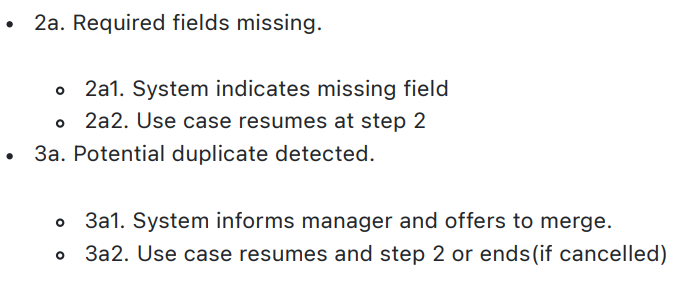 2a. Required fields missing.
2a1. System indicates missing field
2a2. Use case resumes at step 2
3a. Potential duplicate detected.
3a1. System informs manager and offers to merge.
3a2. Use case resumes and step 2 or ends(if cancelled)